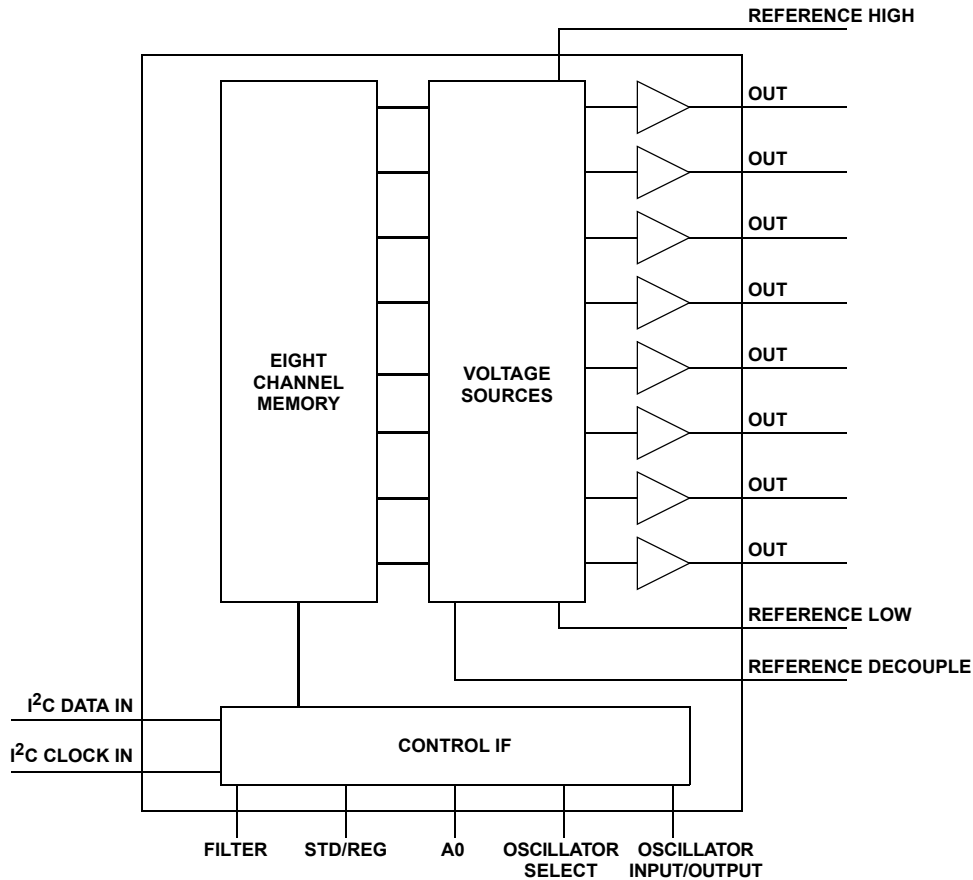 REFERENCE HIGH
OUT
OUT
OUT
OUT
OUT
OUT
OUT
OUT
EIGHT
CHANNEL
MEMORY
VOLTAGE
SOURCES
REFERENCE LOW
REFERENCE DECOUPLE
I²C DATA IN
I²C CLOCK IN
CONTROL IF
FILTER
STD/REG
A0
OSCILLATOR
SELECT
OSCILLATOR
INPUT/OUTPUT